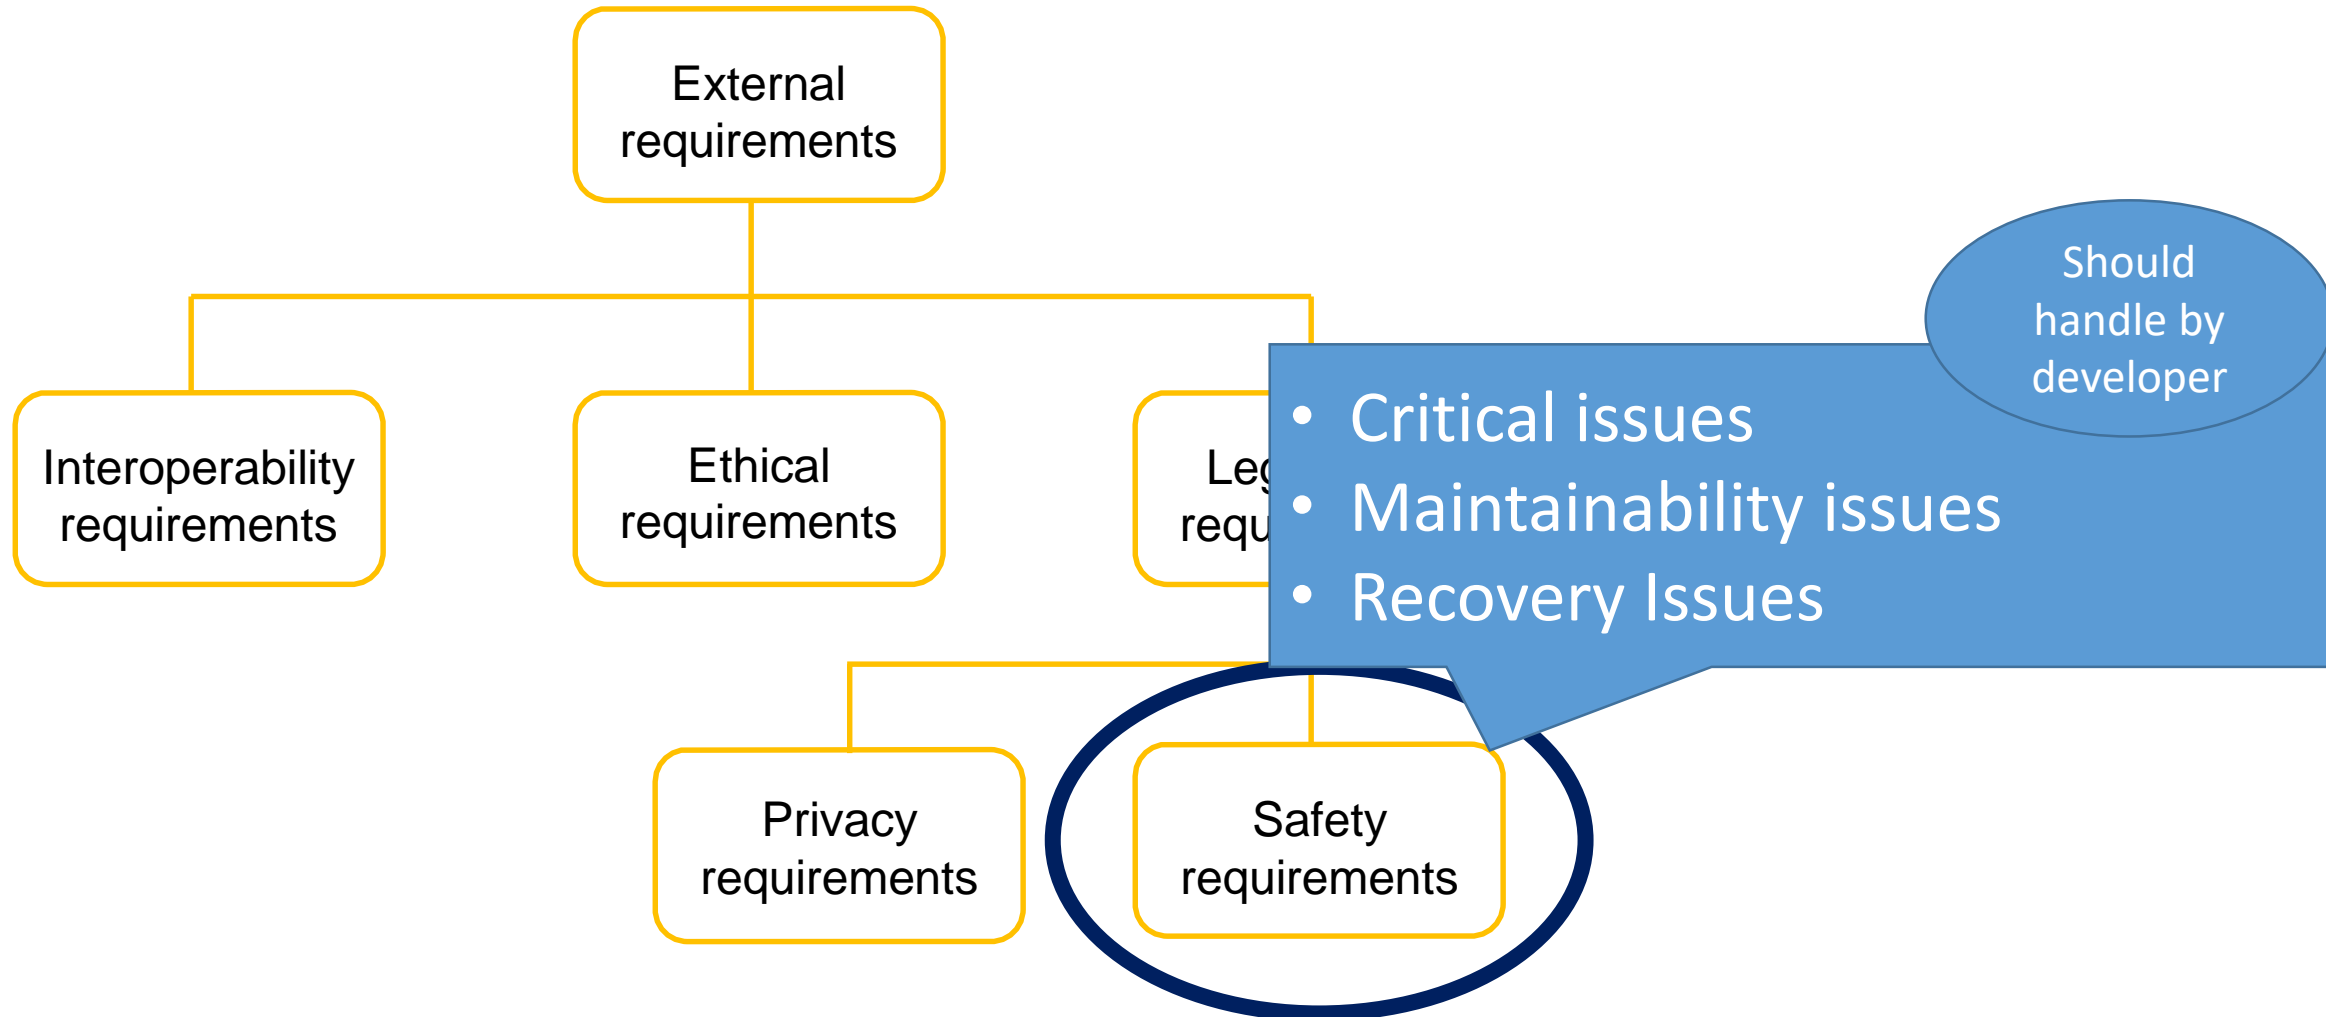 External
requirements
Should
handle by
developer
Interoperability
requirements
Ethical
requirements
• Critical issues
• Maintainability issues
• Recovery Issues
Privacy
requirements
Safety
requirements